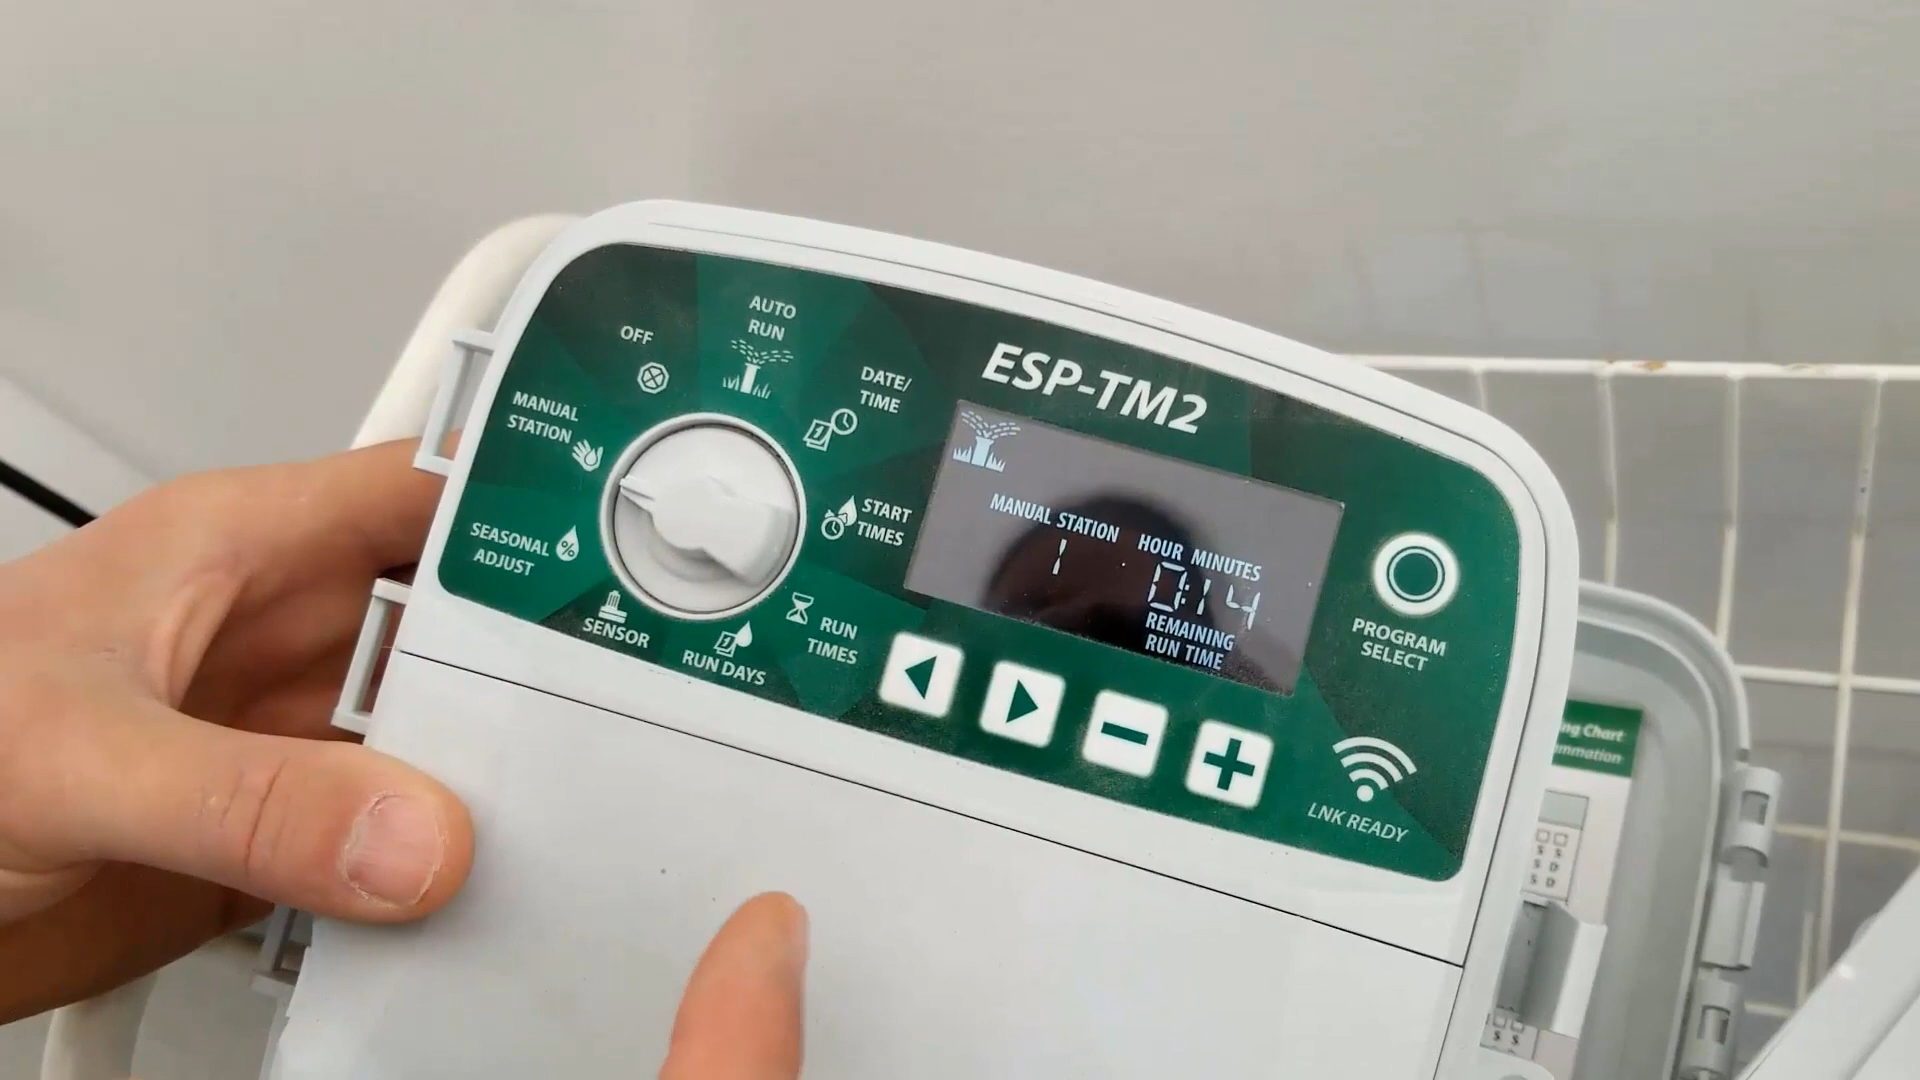 AUTO
RUN
OFF
DATE/
TIME
MANUAL
STATION
START
TIMES
SEASONAL
ADJUST
SENSOR
RUN DAYS
RUN
TIMES
ESP-TM2
MANUAL STATION
1
HOUR MINUTES
0:14
REMAINING
RUN TIME
PROGRAM
SELECT
LNK READY
Chart
S S
S D
S D
S S